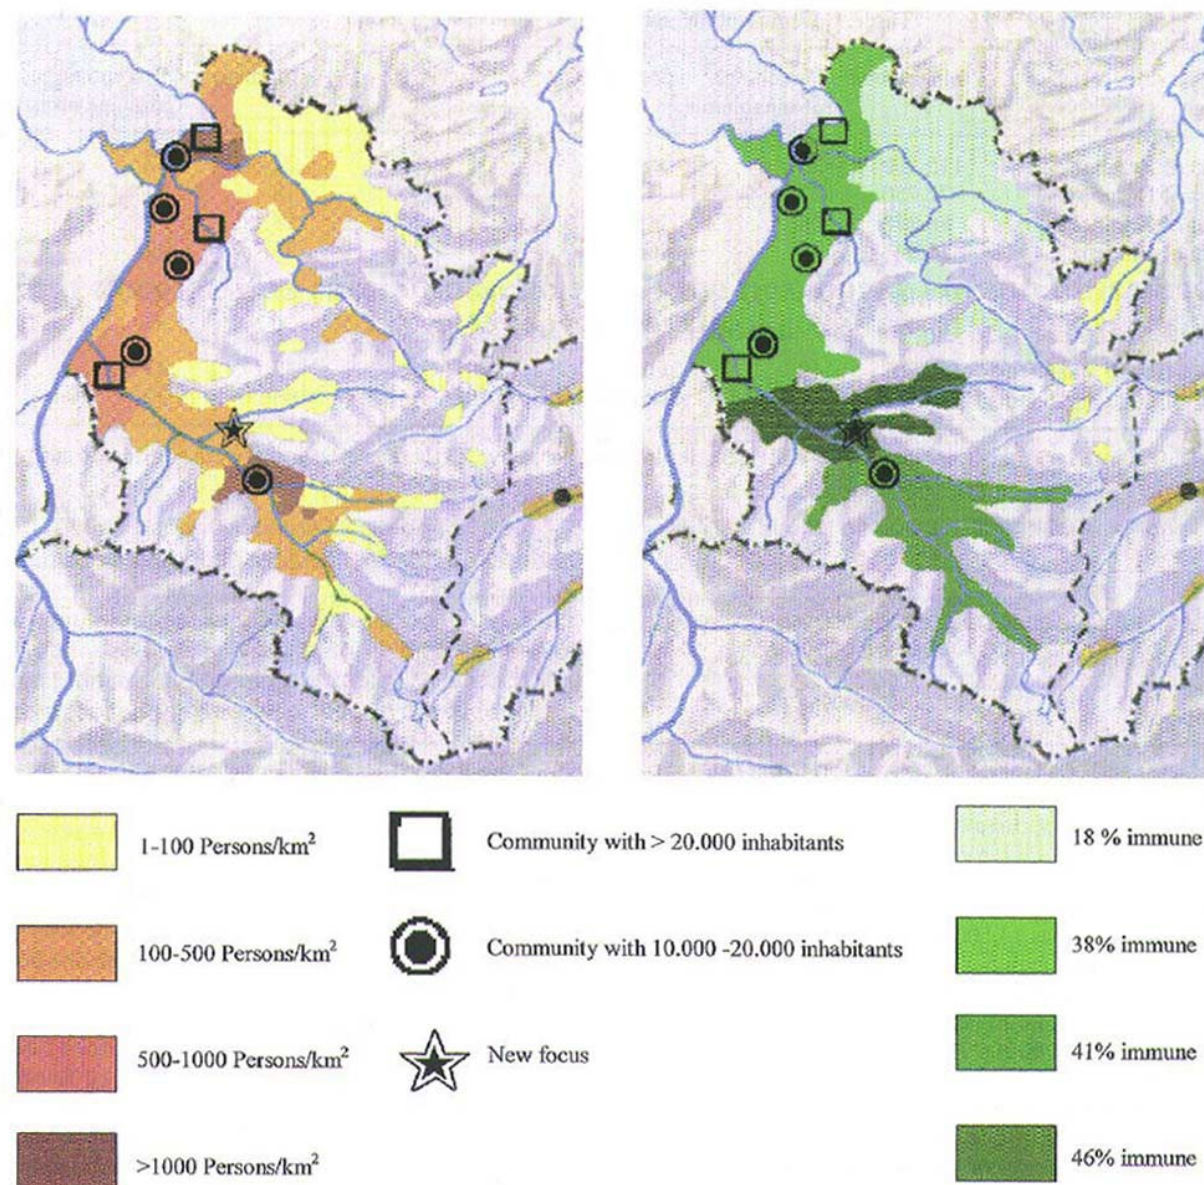 1-100 Persons/km²
100-500 Persons/km²
500-1000 Persons/km²
>1000 Persons/km²
Community with > 20.000 inhabitants
Community with 10.000 -20.000 inhabitants
New focus
18 % immune
38% immune
41% immune
46% immune